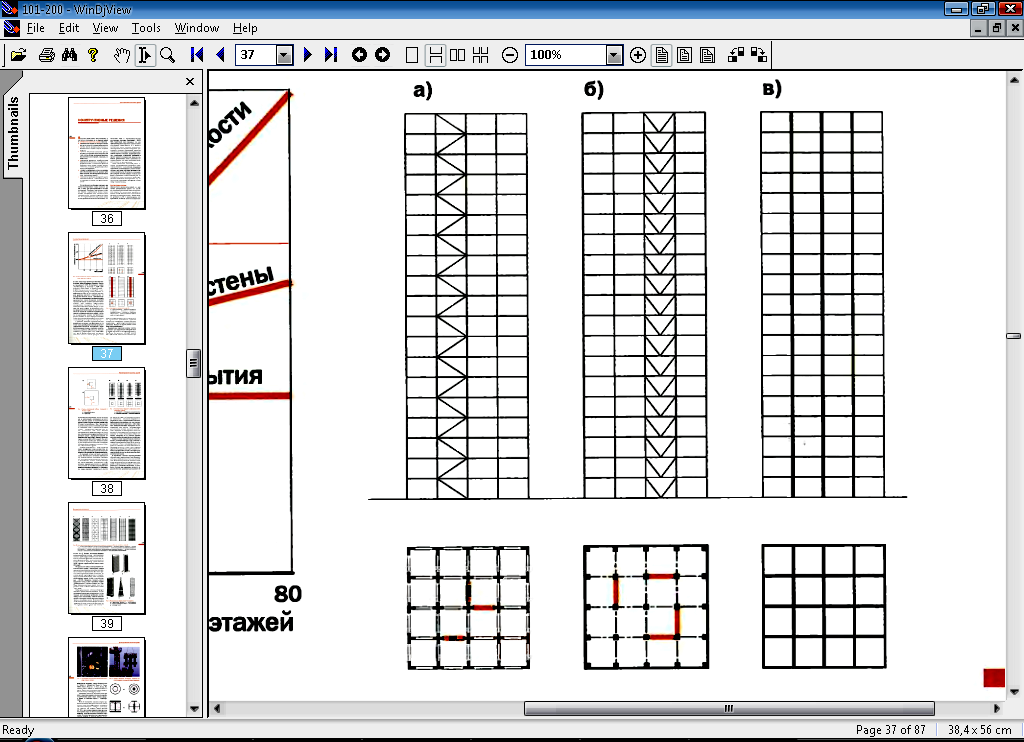 101-200 - WinDjView
File Edit View Tools Window Help
37 100%
Thumbnails
36
37
38
39
а) б) в)
ости
стены
ытия
80
этажей
Ready Page 37 of 87 38,4 x 56 cm